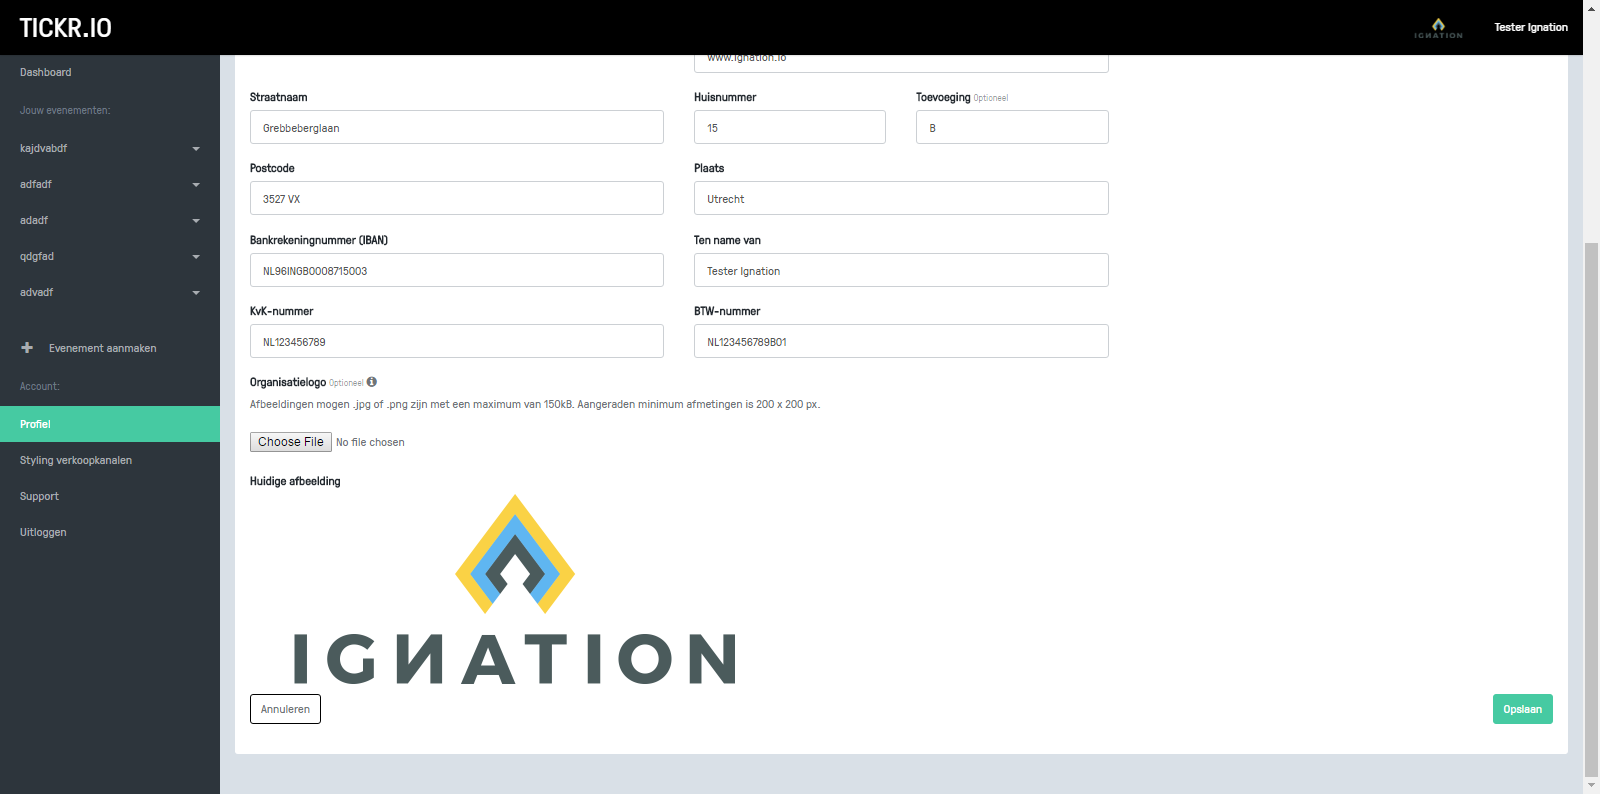 TICKR.IO
IGNATION
Tester Ignation
Dashboard
Jouw evenementen:
kajdvabdf
adfadf
adadf
qdgfad
advadf
Evenement aanmaken
Account:
Profiel
Styling verkoopkanalen
Support
Uitloggen
www.ignation.io
Straatnaam
Huisnummer
Toevoeging Optioneel
Grebbeberglaan
15
B
Postcode
Plaats
3527 VX
Utrecht
Bankrekeningnummer (IBAN)
Ten name van
NL96INGB0008715003
Tester Ignation
KvK-nummer
BTW-nummer
NL123456789
NL123456789B01
Organisatielogo Optioneel
Afbeeldingen mogen .jpg of .png zijn met een maximum van 150kB. Aangeraden minimum afmetingen is 200 x 200 px.
Choose File No file chosen
Huidige afbeelding
IGNATION
Annuleren
Opslaan